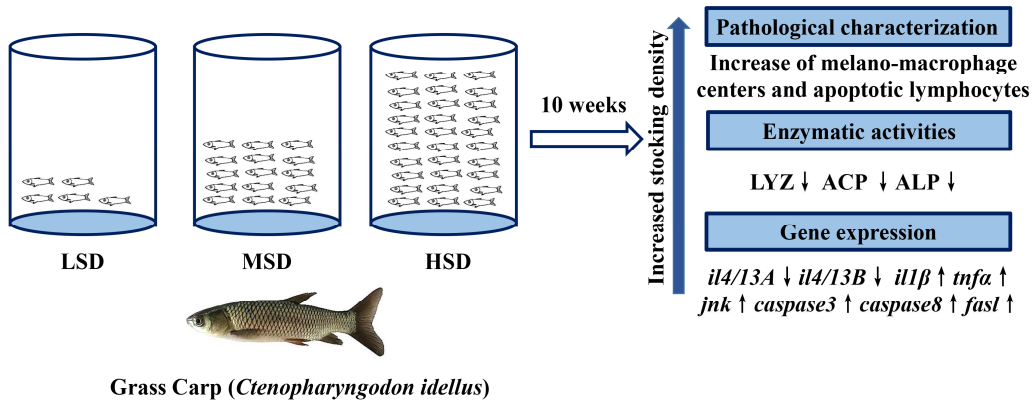 LSD
MSD
HSD
Grass Carp (Ctenopharyngodon idellus)
10 weeks
Increased stocking density
Pathological characterization
Increase of melano-macrophage
centers and apoptotic lymphocytes
Enzymatic activities
LYZ ↓ ACP ↓ ALP ↓
Gene expression
il4/13A ↓ il4/13B ↓ il1β ↑ tnfα ↑
jnk ↑ caspase3 ↑ caspase8 ↑ fasl ↑